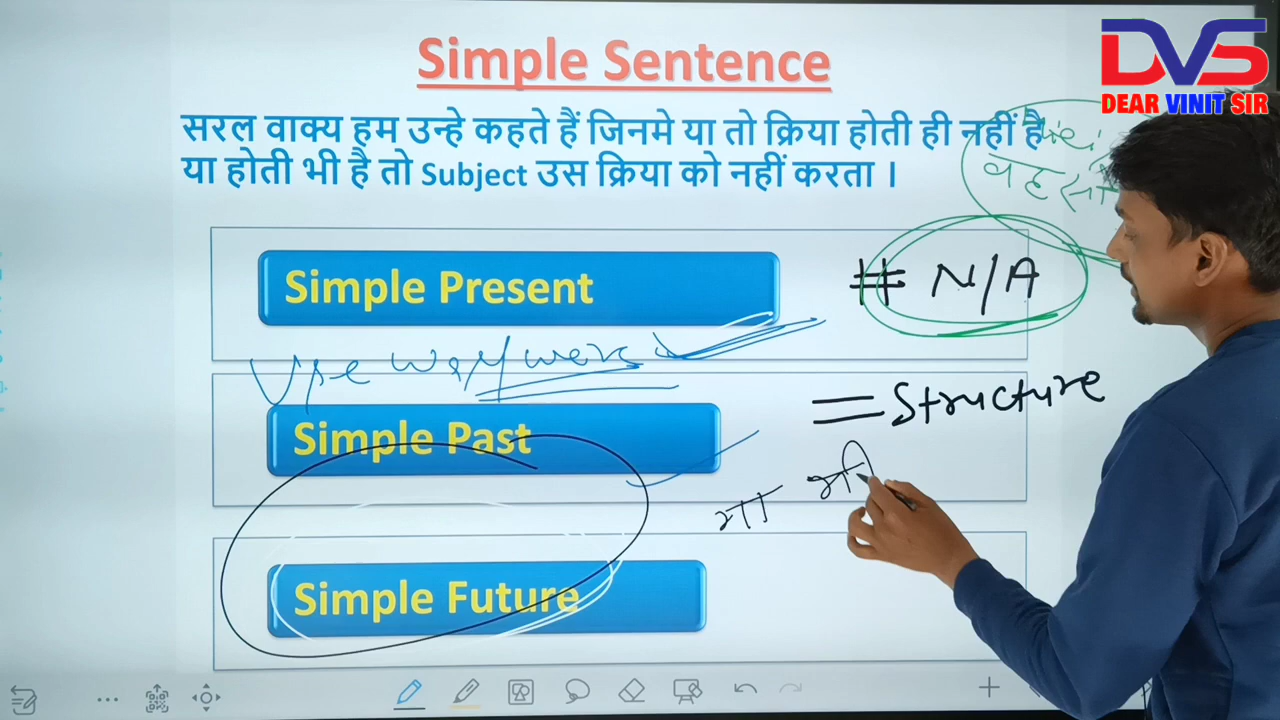 DVS
DEAR VINIT SIR
Simple Sentence
सरल वाक्य हम उन्हे कहते हैं जिनमे या तो क्रिया होती ही नहीं है
या होती भी है तो Subject उस क्रिया को नहीं करता ।
वह
Simple Present
# N/A
Use was/were
= Structure
Simple Past
गा
Simple Future